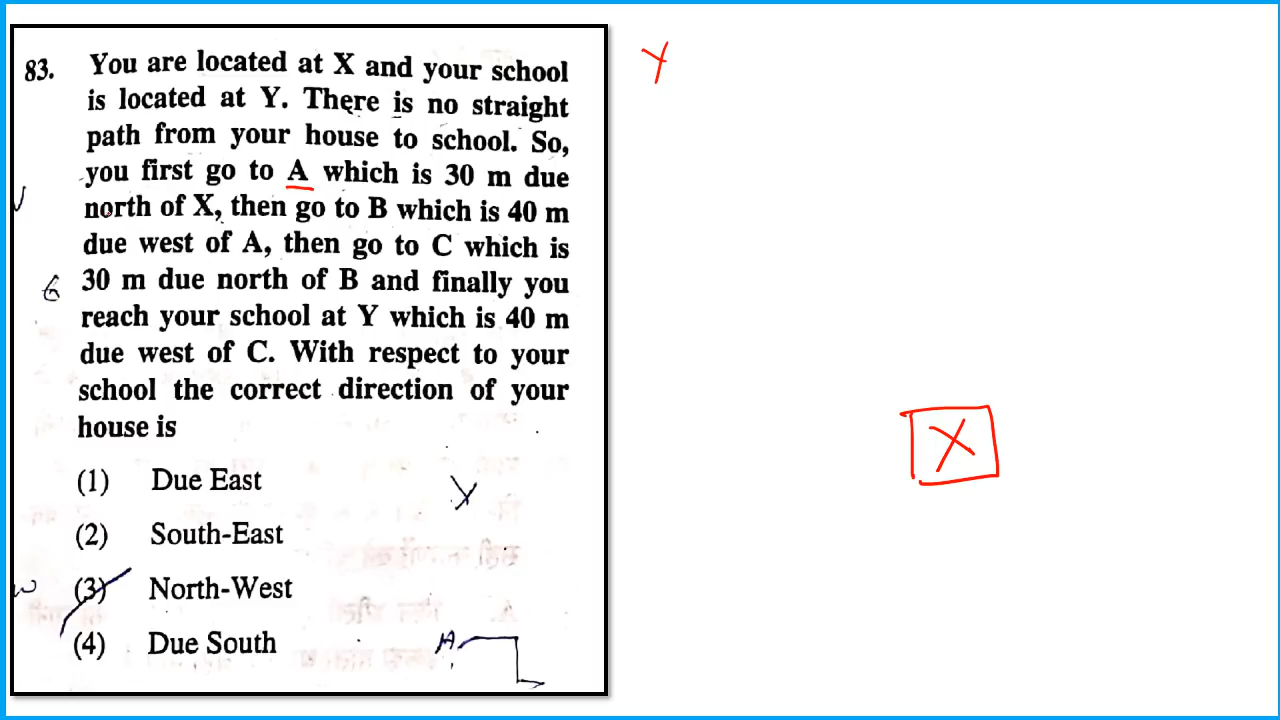 83. You are located at X and your school
is located at Y. There is no straight
path from your house to school. So,
you first go to A which is 30 m due
north of X, then go to B which is 40 m
due west of A, then go to C which is
30 m due north of B and finally you
reach your school at Y which is 40 m
due west of C. With respect to your
school the correct direction of your
house is
(1) Due East
(2) South-East
(3) North-West
(4) Due South
Y
A
Y
X